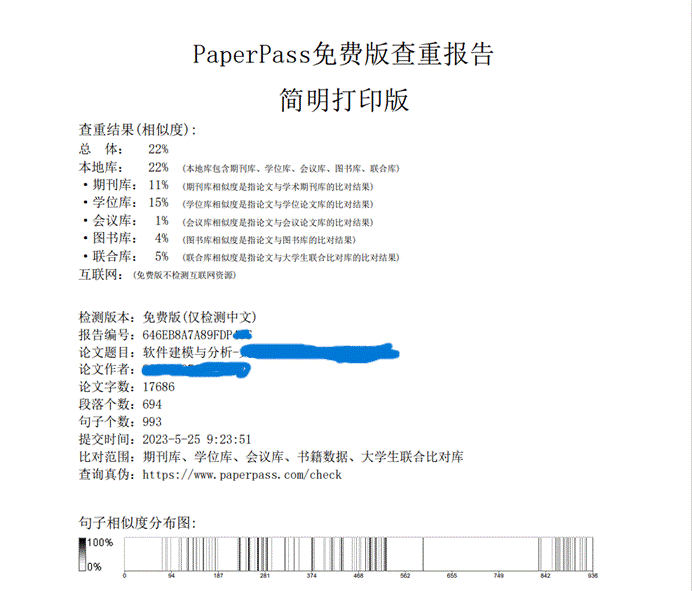 PaperPass免费版查重报告
简明打印版
查重结果(相似度):
总 体: 22%
本地库: 22% (本地库包含期刊库、学位库、会议库、图书库、联合库)
·期刊库: 11% (期刊库相似度是指论文与学术期刊库的比对结果)
·学位库: 15% (学位库相似度是指论文与学位论文库的比对结果)
·会议库: 1% (会议库相似度是指论文与会议论文库的比对结果)
·图书库: 4% (图书库相似度是指论文与图书库的比对结果)
·联合库: 5% (联合库相似度是指论文与大学生联合比对库的比对结果)
互联网: (免费版不检测互联网资源)
检测版本: 免费版(仅检测中文)
报告编号: 646EB8A7A89FDP
论文题目: 软件建模与分析-
论文作者:
论文字数: 17686
段落个数: 694
句子个数: 993
提交时间: 2023-5-25 9:23:51
比对范围: 期刊库、学位库、会议库、书籍数据、大学生联合比对库
查询真伪: https://www.paperpass.com/check
句子相似度分布图:
100%
0%
0 94 187 281 374 468 562 655 749 842 936